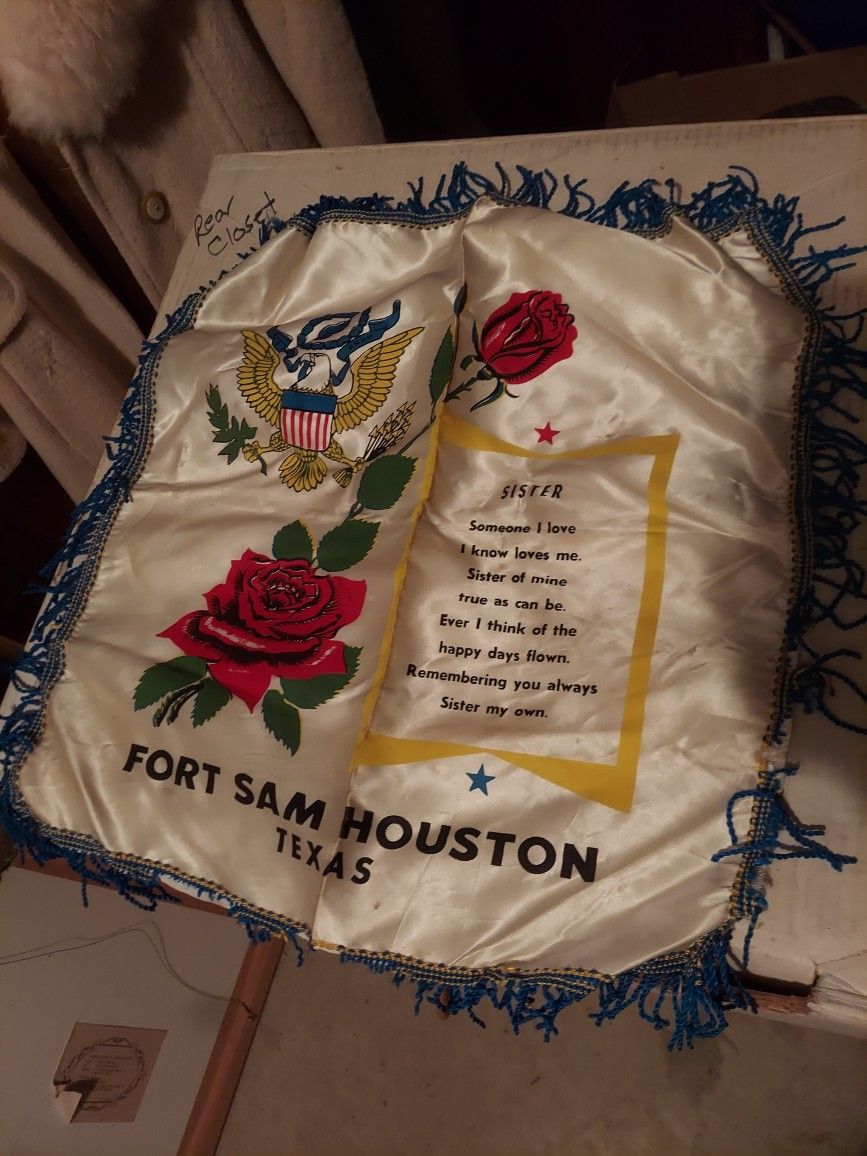 Rear
Closet
SISTER
Someone I love
I know loves me.
Sister of mine
true as can be.
Ever I think of the
happy days flown.
Remembering you always
Sister my own.
FORT SAM HOUSTON
TEXAS